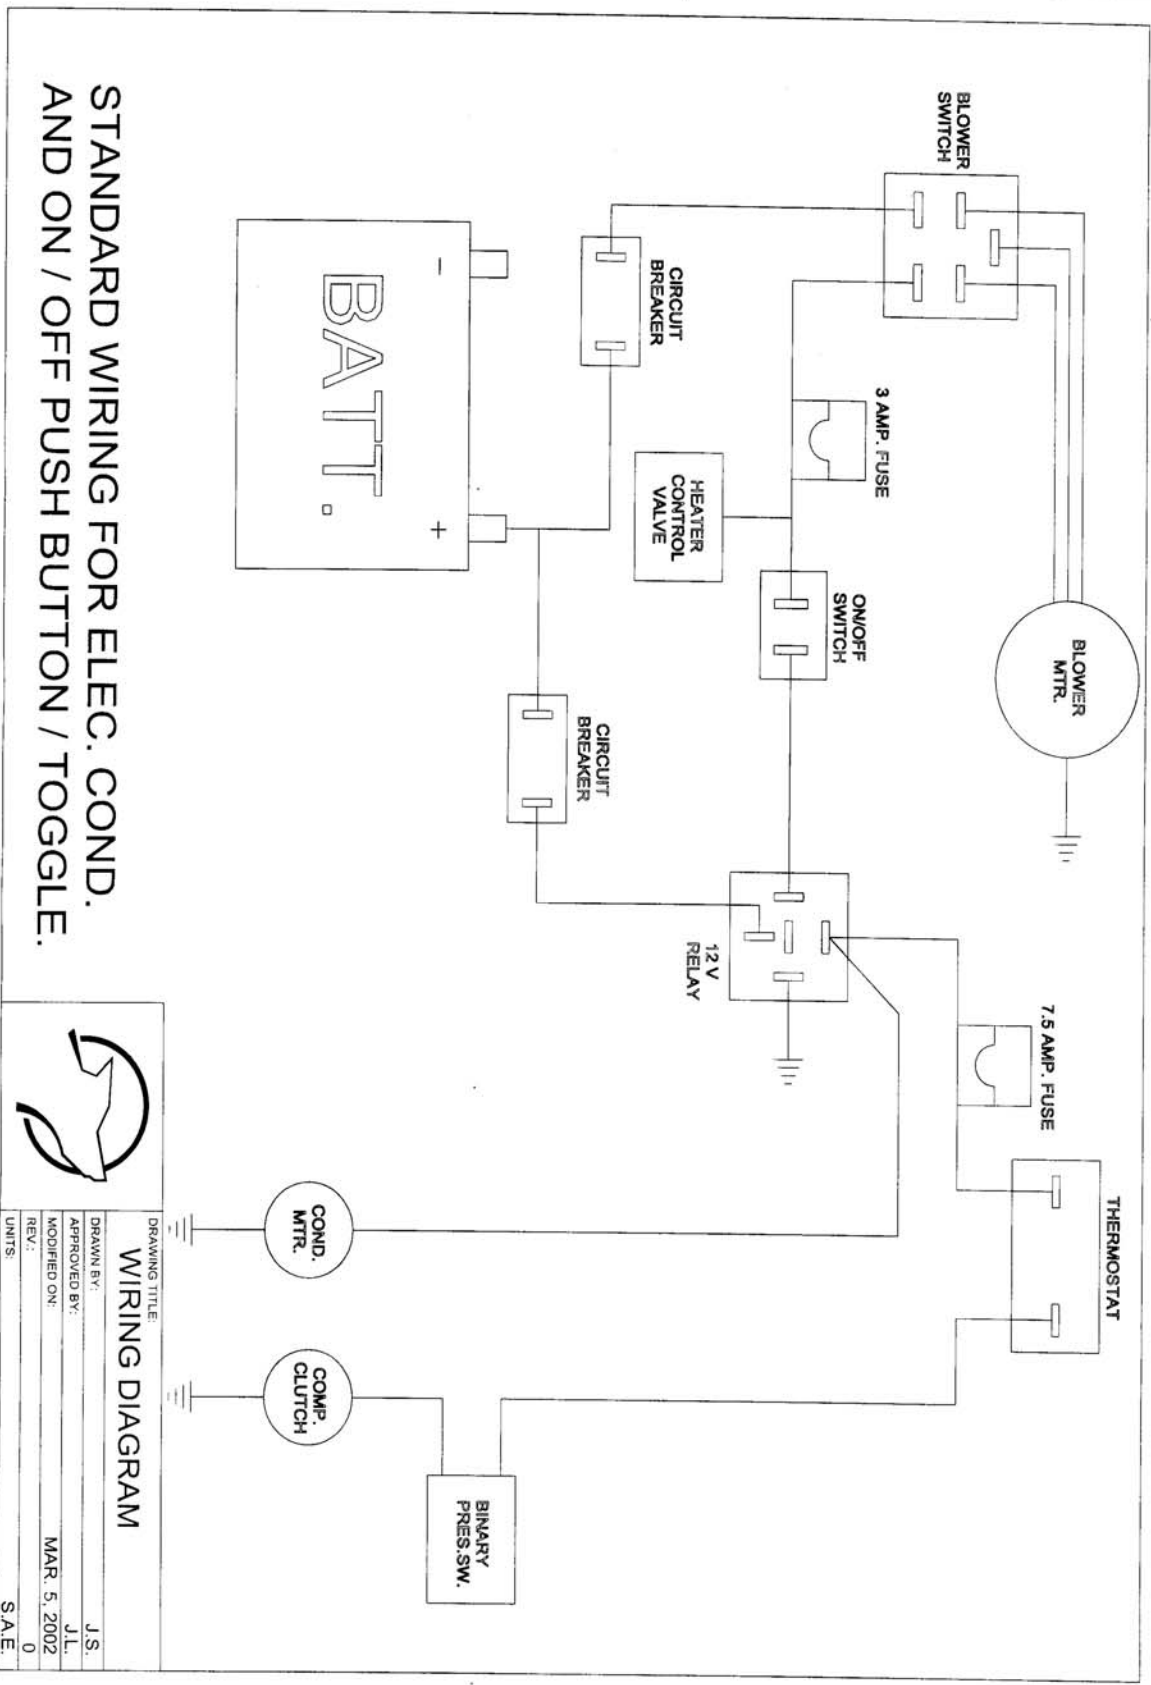 BLOWER
SWITCH
3 AMP. FUSE
BLOWER
MTR.
ON/OFF
SWITCH
HEATER
CONTROL
VALVE
CIRCUIT
BREAKER
CIRCUIT
BREAKER
12 V
RELAY
7.5 AMP. FUSE
THERMOSTAT
BINARY
PRES.SW.
COND.
MTR.
COMP.
CLUTCH
- +
BATT.
STANDARD WIRING FOR ELEC. COND.
AND ON / OFF PUSH BUTTON / TOGGLE.
DRAWING TITLE:
WIRING DIAGRAM
DRAWN BY: J.S.
APPROVED BY: J.L.
MODIFIED ON: MAR. 5, 2002
REV.: 0
UNITS: S.A.E.